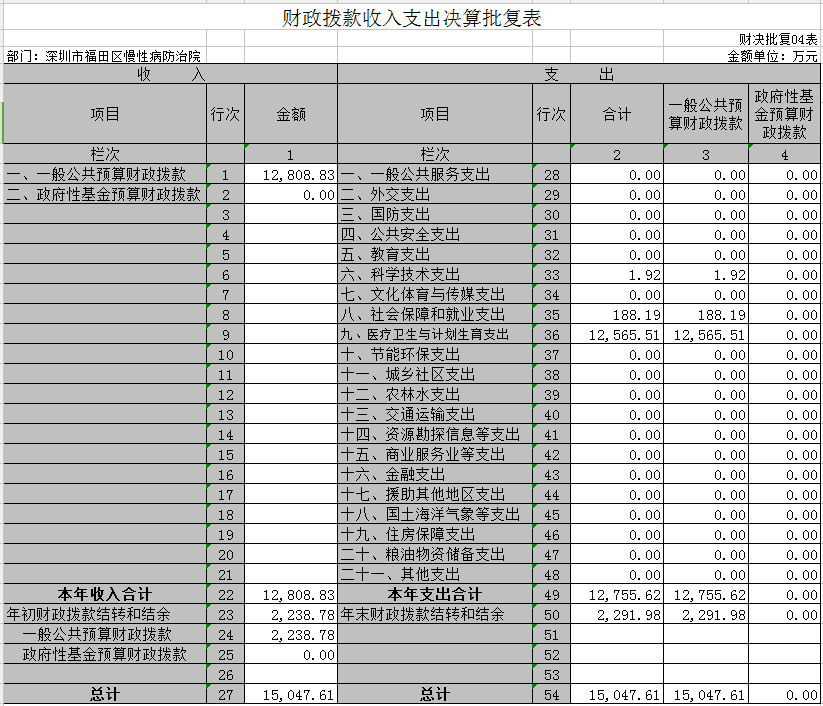 财政拨款收入支出决算批复表
财决批复04表
部门：深圳市福田区慢性病防治院 金额单位：万元
收 入 支 出
项目 行次 金额 项目 行次 合计 一般公共预算财政拨款 政府性基金预算财政拨款
栏次 1 栏次 2 3 4
一、一般公共预算财政拨款 1 12,808.83 一、一般公共服务支出 28 0.00 0.00 0.00
二、政府性基金预算财政拨款 2 0.00 二、外交支出 29 0.00 0.00 0.00
3 三、国防支出 30 0.00 0.00 0.00
4 四、公共安全支出 31 0.00 0.00 0.00
5 五、教育支出 32 0.00 0.00 0.00
6 六、科学技术支出 33 1.92 1.92 0.00
7 七、文化体育与传媒支出 34 0.00 0.00 0.00
8 八、社会保障和就业支出 35 188.19 188.19 0.00
9 九、医疗卫生与计划生育支出 36 12,565.51 12,565.51 0.00
10 十、节能环保支出 37 0.00 0.00 0.00
11 十一、城乡社区支出 38 0.00 0.00 0.00
12 十二、农林水支出 39 0.00 0.00 0.00
13 十三、交通运输支出 40 0.00 0.00 0.00
14 十四、资源勘探信息等支出 41 0.00 0.00 0.00
15 十五、商业服务业等支出 42 0.00 0.00 0.00
16 十六、金融支出 43 0.00 0.00 0.00
17 十七、援助其他地区支出 44 0.00 0.00 0.00
18 十八、国土海洋气象等支出 45 0.00 0.00 0.00
19 十九、住房保障支出 46 0.00 0.00 0.00
20 二十、粮油物资储备支出 47 0.00 0.00 0.00
21 二十一、其他支出 48 0.00 0.00 0.00
本年收入合计 22 12,808.83 本年支出合计 49 12,755.62 12,755.62 0.00
年初财政拨款结转和结余 23 2,238.78 年末财政拨款结转和结余 50 2,291.98 2,291.98 0.00
一般公共预算财政拨款 24 2,238.78 51
政府性基金预算财政拨款 25 0.00 52
26 53
总计 27 15,047.61 总计 54 15,047.61 15,047.61 0.00